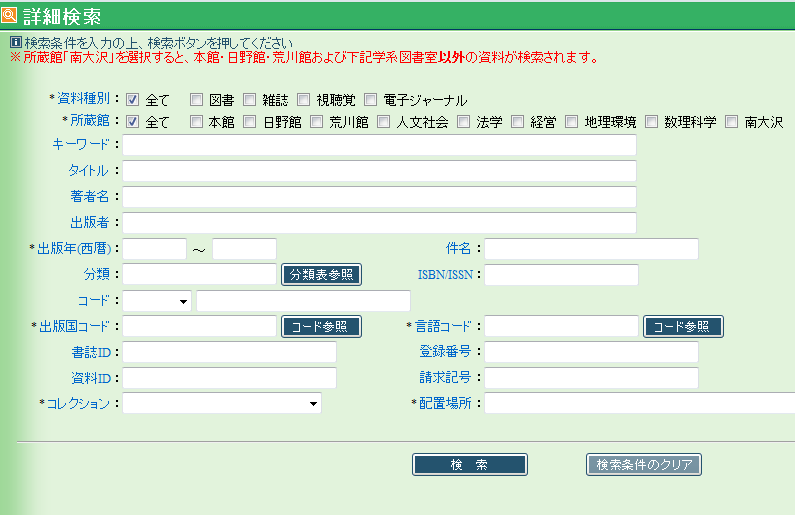 詳細検索
検索条件を入力の上、検索ボタンを押してください
※所蔵館「南大沢」を選択すると、本館・日野館・荒川館および下記学系図書室以外の資料が検索されます。
*資料種別： 全て 図書 雑誌 視聴覚 電子ジャーナル
*所蔵館： 全て 本館 日野館 荒川館 人文社会 法学 経営 地理環境 数理科学 南大沢
キーワード：
タイトル：
著者名：
出版者：
*出版年(西暦)： ～ 件名：
分類： 分類表参照 ISBN/ISSN：
コード：
*出版国コード： コード参照 *言語コード： コード参照
書誌ID： 登録番号：
資料ID： 請求記号：
*コレクション： *配置場所：
検 索 検索条件のクリア